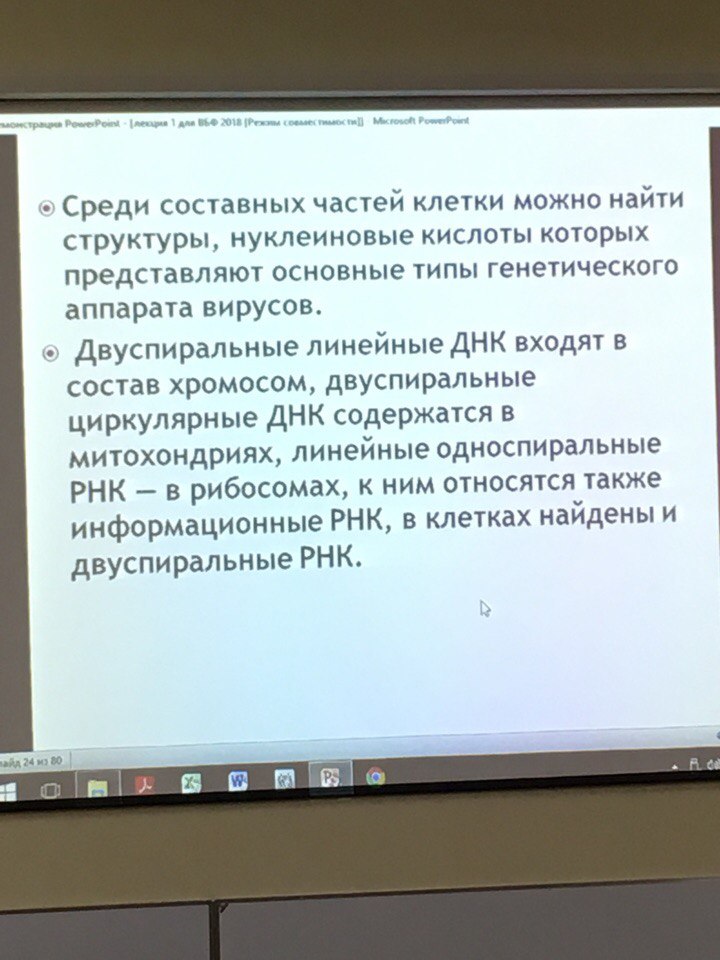 монстрация PowerPoint - [лекция 1 для ВБФ 2018 [Режим совместимости]] Microsoft PowerPoint
Среди составных частей клетки можно найти
структуры, нуклеиновые кислоты которых
представляют основные типы генетического
аппарата вирусов.
Двуспиральные линейные ДНК входят в
состав хромосом, двуспиральные
циркулярные ДНК содержатся в
митохондриях, линейные односпиральные
РНК — в рибосомах, к ним относятся также
информационные РНК, в клетках найдены и
двуспиральные РНК.
лайд 24 из 80